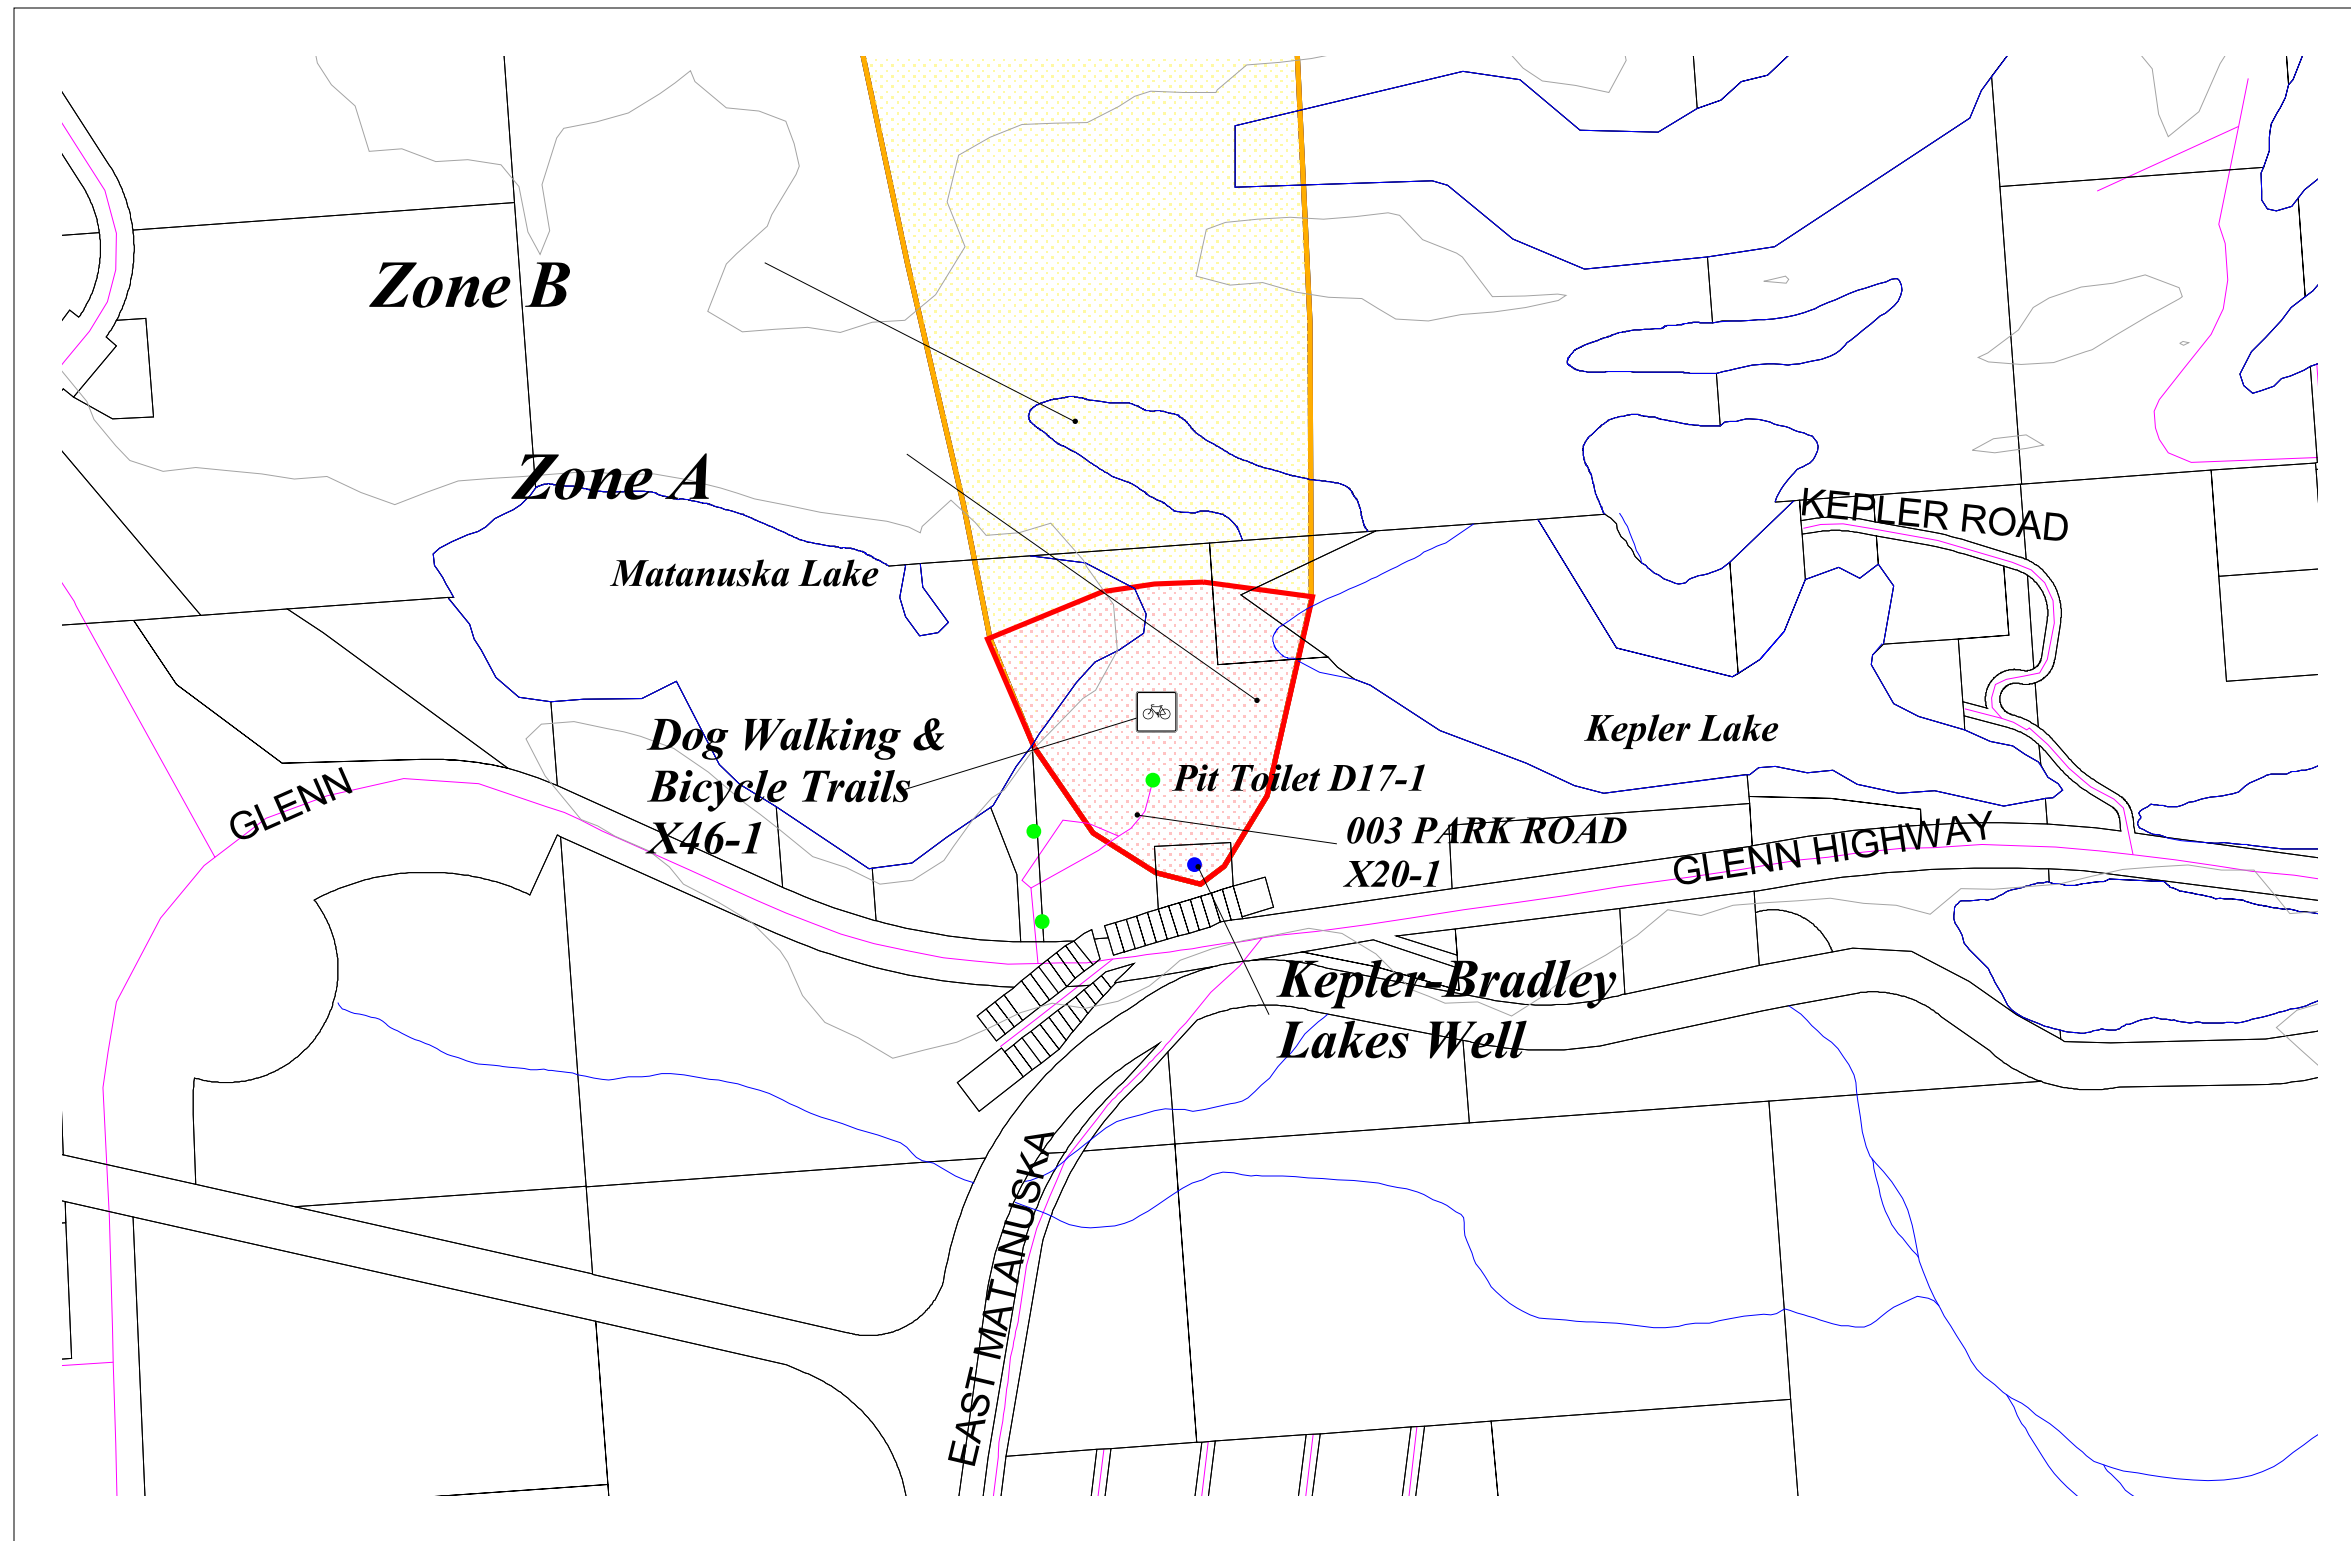 Zone B
Zone A
KEPLER ROAD
Matanuska Lake
Dog Walking &
Bicycle Trails
X46-1
Kepler Lake
Pit Toilet D17-1
GLENN
003 PARK ROAD
X20-1
GLENN HIGHWAY
Kepler-Bradley
Lakes Well
EAST MATANUSKA